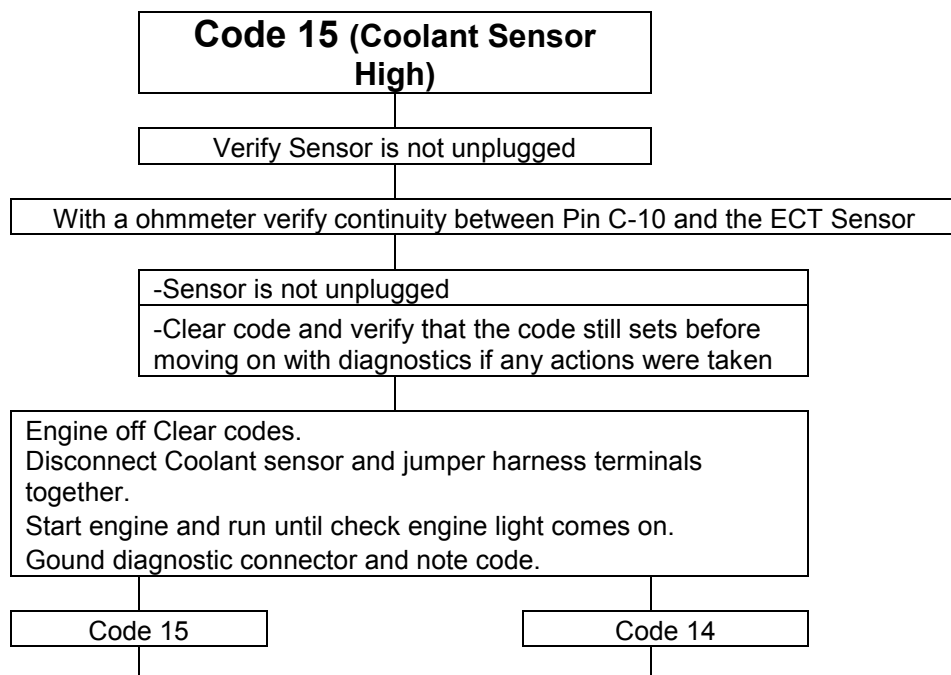 Code 15 (Coolant Sensor
High)
Verify Sensor is not unplugged
With a ohmmeter verify continuity between Pin C-10 and the ECT Sensor
-Sensor is not unplugged
-Clear code and verify that the code still sets before
moving on with diagnostics if any actions were taken
Engine off Clear codes.
Disconnect Coolant sensor and jumper harness terminals
together.
Start engine and run until check engine light comes on.
Gound diagnostic connector and note code.
Code 15
Code 14